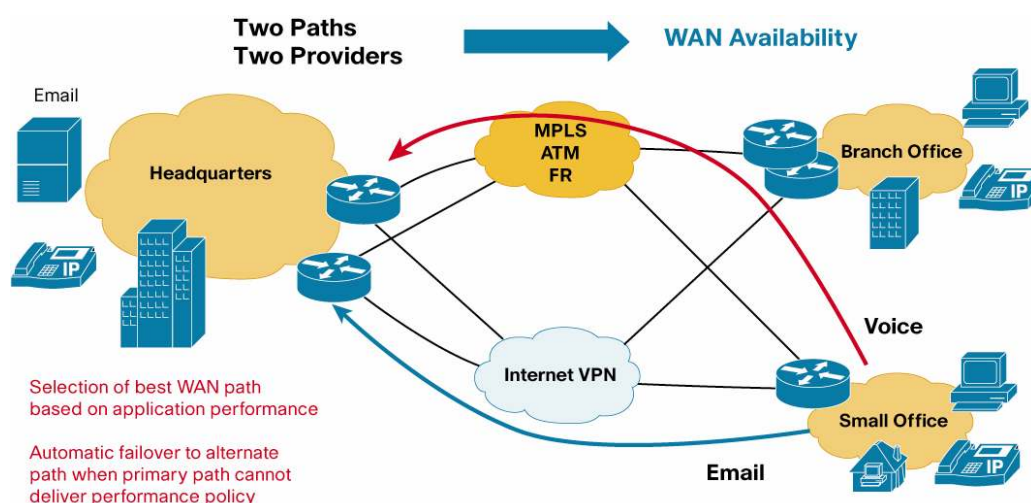 Two Paths
Two Providers
WAN Availability
Email
Headquarters
IP
MPLS
ATM
FR
Branch Office
IP
Internet VPN
Voice
Small Office
IP
Email
Selection of best WAN path
based on application performance
Automatic failover to alternate
path when primary path cannot
deliver performance policy